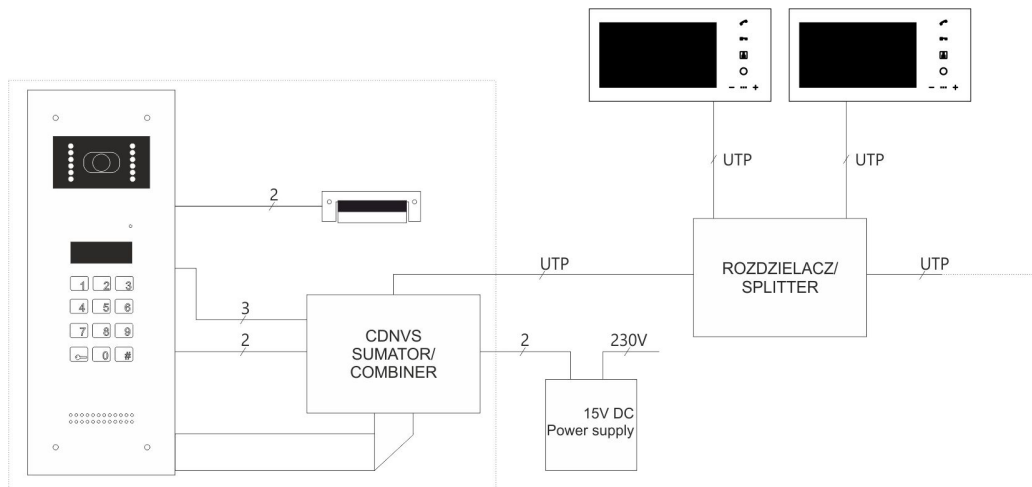 UTP
UTP
2
UTP
ROZDZIELACZ/
SPLITTER
UTP
1 2 3
4 5 6
7 8 9
0 #
3
2
CDNVS
SUMATOR/
COMBINER
2
230V
15V DC
Power supply